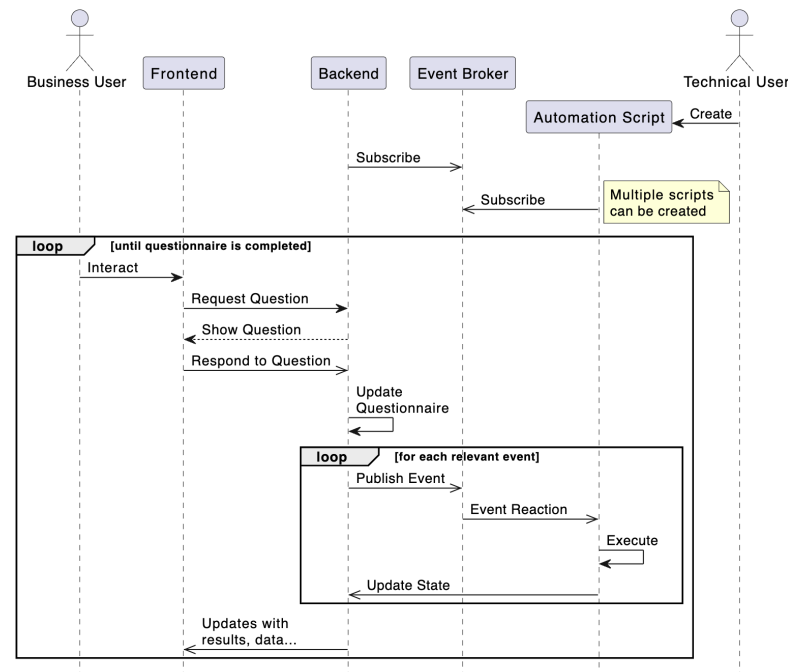 Business User
Frontend
Backend
Event Broker
Technical User
Automation Script
Create
Subscribe
Subscribe
Multiple scripts
can be created
loop
[until questionnaire is completed]
Interact
Request Question
Show Question
Respond to Question
Update
Questionnaire
loop
[for each relevant event]
Publish Event
Event Reaction
Execute
Update State
Updates with
results, data...